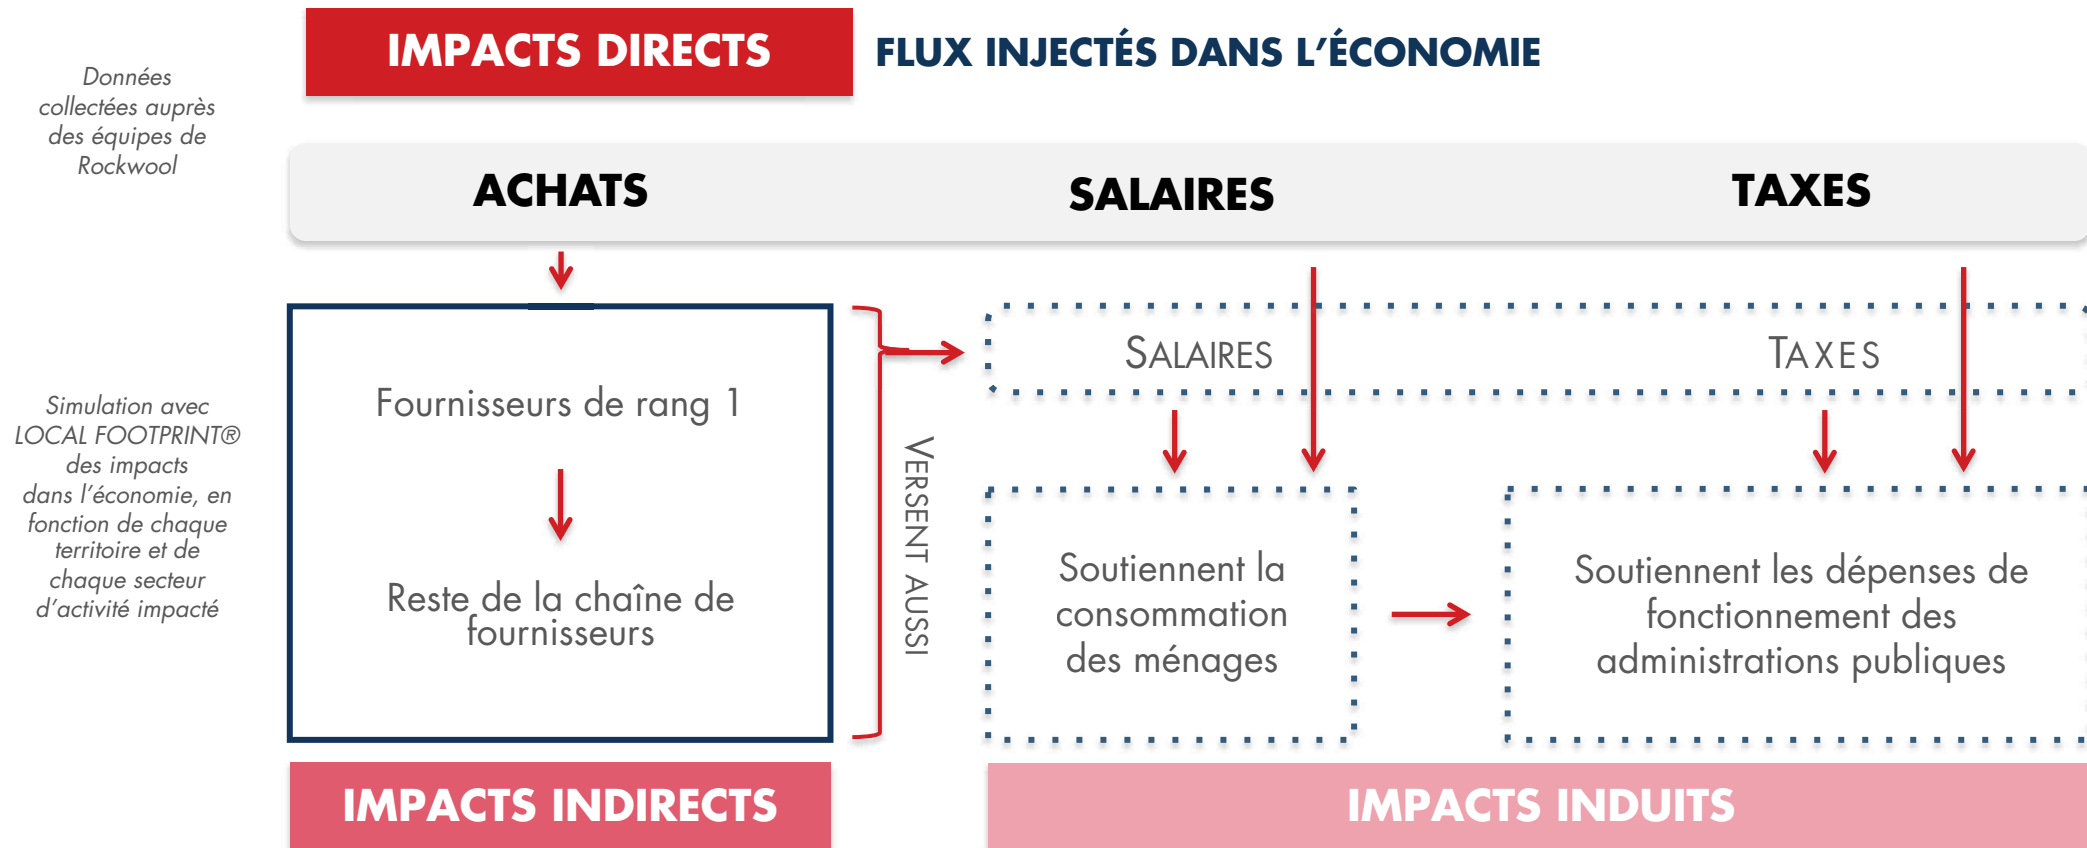 IMPACTS DIRECTS
FLUX INJECTÉS DANS L’ÉCONOMIE
Données
collectées auprès
des équipes de
Rockwool
ACHATS
SALAIRES
TAXES
Fournisseurs de rang 1
Reste de la chaîne de
fournisseurs
VERSENT AUSSI
SALAIRES
TAXES
Simulation avec
LOCAL FOOTPRINT®
des impacts
dans l’économie, en
fonction de chaque
territoire et de
chaque secteur
d’activité impacté
Soutiennent la
consommation
des ménages
Soutiennent les dépenses de
fonctionnement des
administrations publiques
IMPACTS INDIRECTS
IMPACTS INDUITS